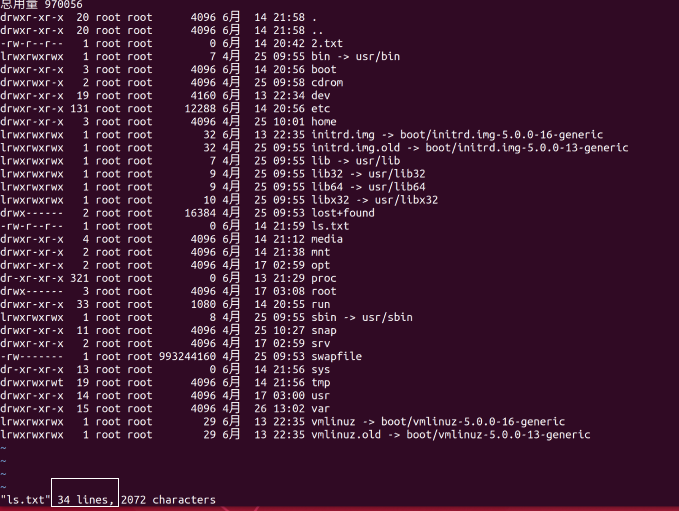 总用量 970056
drwxr-xr-x  20 root root      4096 6月  14 21:58 .
drwxr-xr-x  20 root root      4096 6月  14 21:58 ..
-rw-r--r--   1 root root         0 6月  14 20:42 2.txt
lrwxrwxrwx   1 root root         7 4月  25 09:55 bin -> usr/bin
drwxr-xr-x   3 root root      4096 6月  14 20:56 boot
drwxr-xr-x   2 root root      4096 4月  25 09:58 cdrom
drwxr-xr-x  19 root root      4160 6月  13 22:34 dev
drwxr-xr-x 131 root root     12288 6月  14 20:56 etc
drwxr-xr-x   3 root root      4096 4月  25 10:01 home
lrwxrwxrwx   1 root root        32 6月  13 22:35 initrd.img -> boot/initrd.img-5.0.0-16-generic
lrwxrwxrwx   1 root root        32 4月  25 09:55 initrd.img.old -> boot/initrd.img-5.0.0-13-generic
lrwxrwxrwx   1 root root         7 4月  25 09:55 lib -> usr/lib
lrwxrwxrwx   1 root root         9 4月  25 09:55 lib32 -> usr/lib32
lrwxrwxrwx   1 root root         9 4月  25 09:55 lib64 -> usr/lib64
lrwxrwxrwx   1 root root        10 4月  25 09:55 libx32 -> usr/libx32
drwx------   2 root root     16384 4月  25 09:53 lost+found
-rw-r--r--   1 root root         0 6月  14 21:59 ls.txt
drwxr-xr-x   4 root root      4096 6月  14 21:12 media
drwxr-xr-x   2 root root      4096 6月  14 21:38 mnt
drwxr-xr-x   2 root root      4096 4月  17 02:59 opt
dr-xr-xr-x 321 root root         0 6月  13 21:29 proc
drwx------   3 root root      4096 4月  17 03:08 root
drwxr-xr-x  33 root root      1080 6月  14 20:55 run
lrwxrwxrwx   1 root root         8 4月  25 09:55 sbin -> usr/sbin
drwxr-xr-x  11 root root      4096 4月  25 10:27 snap
drwxr-xr-x   2 root root      4096 4月  17 02:59 srv
-rw-------   1 root root 993244160 4月  25 09:53 swapfile
dr-xr-xr-x  13 root root         0 6月  14 21:56 sys
drwxrwxrwt  19 root root      4096 6月  14 21:56 tmp
drwxr-xr-x  14 root root      4096 4月  17 03:00 usr
drwxr-xr-x  15 root root      4096 4月  26 13:02 var
lrwxrwxrwx   1 root root        29 6月  13 22:35 vmlinuz -> boot/vmlinuz-5.0.0-16-generic
lrwxrwxrwx   1 root root        29 6月  13 22:35 vmlinuz.old -> boot/vmlinuz-5.0.0-13-generic
~
~
~
~
"ls.txt" 34 lines, 2072 characters